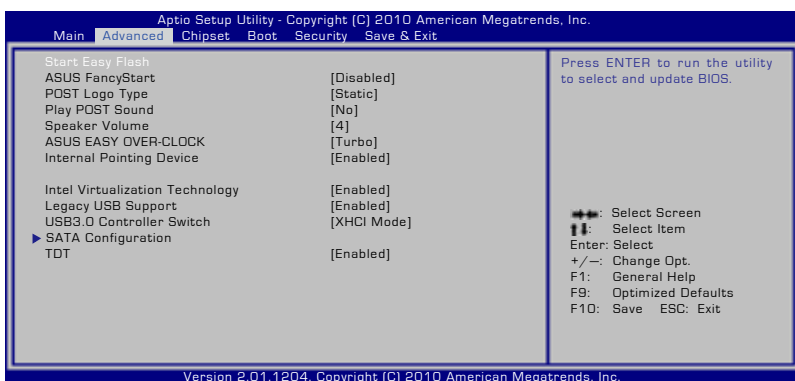 Aptio Setup Utility - Copyright (C) 2010 American Megatrends, Inc.
Main Advanced Chipset Boot Security Save & Exit
Start Easy Flash
ASUS FancyStart [Disabled]
POST Logo Type [Static]
Play POST Sound [No]
Speaker Volume [4]
ASUS EASY OVER-CLOCK [Turbo]
Internal Pointing Device [Enabled]
Intel Virtualization Technology [Enabled]
Legacy USB Support [Enabled]
USB3.0 Controller Switch [XHCI Mode]
SATA Configuration
TDT [Enabled]
Press ENTER to run the utility
to select and update BIOS.
: Select Screen
: Select Item
Enter: Select
+/—: Change Opt.
F1: General Help
F9: Optimized Defaults
F10: Save ESC: Exit
Version 2.01.1204. Copyright (C) 2010 American Megatrends, Inc.